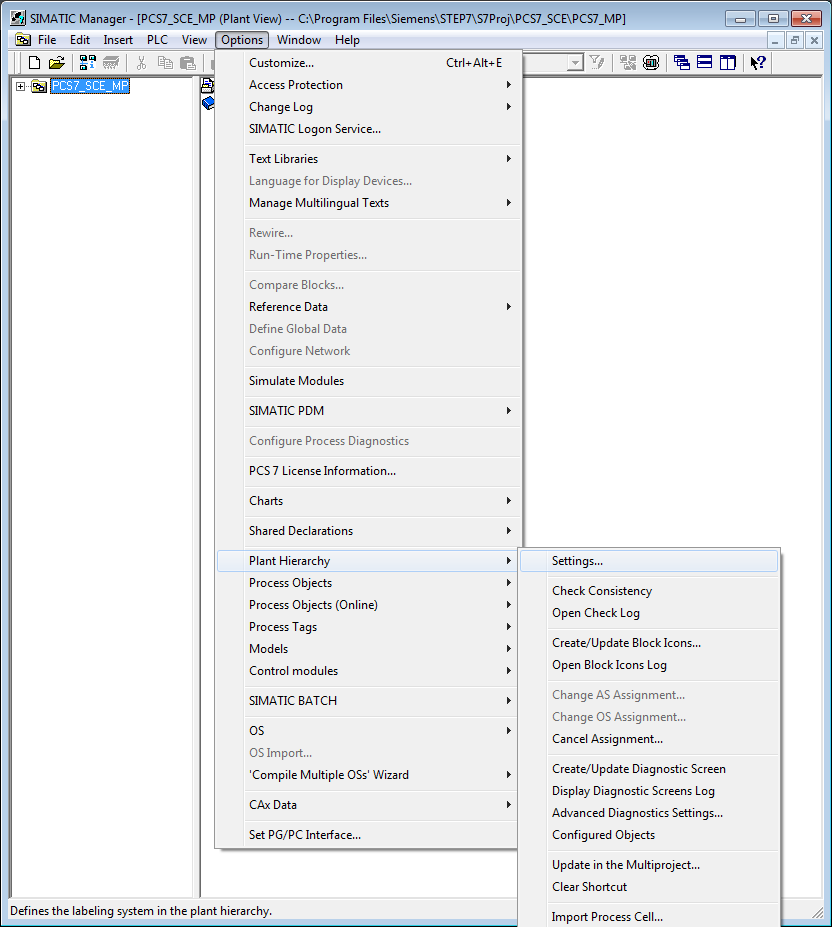 SIMATIC Manager - [PCS7_SCE_MP (Plant View) -- C:\Program Files\Siemens\STEP7\S7Proj\PCS7_SCE\PCS7_MP]
File Edit Insert PLC View Options Window Help
PCS7_SCE_MP
Customize... Ctrl+Alt+E
Access Protection
Change Log
SIMATIC Logon Service...
Text Libraries
Language for Display Devices...
Manage Multilingual Texts
Rewire...
Run-Time Properties...
Compare Blocks...
Reference Data
Define Global Data
Configure Network
Simulate Modules
SIMATIC PDM
Configure Process Diagnostics
PCS 7 License Information...
Charts
Shared Declarations
Plant Hierarchy
Process Objects
Process Objects (Online)
Process Tags
Models
Control modules
SIMATIC BATCH
OS
OS Import...
'Compile Multiple OSs' Wizard
CAx Data
Set PG/PC Interface...
Settings...
Check Consistency
Open Check Log
Create/Update Block Icons...
Open Block Icons Log
Change AS Assignment...
Change OS Assignment...
Cancel Assignment...
Create/Update Diagnostic Screen
Display Diagnostic Screens Log
Advanced Diagnostics Settings...
Configured Objects
Update in the Multiproject...
Clear Shortcut
Import Process Cell...
Defines the labeling system in the plant hierarchy.